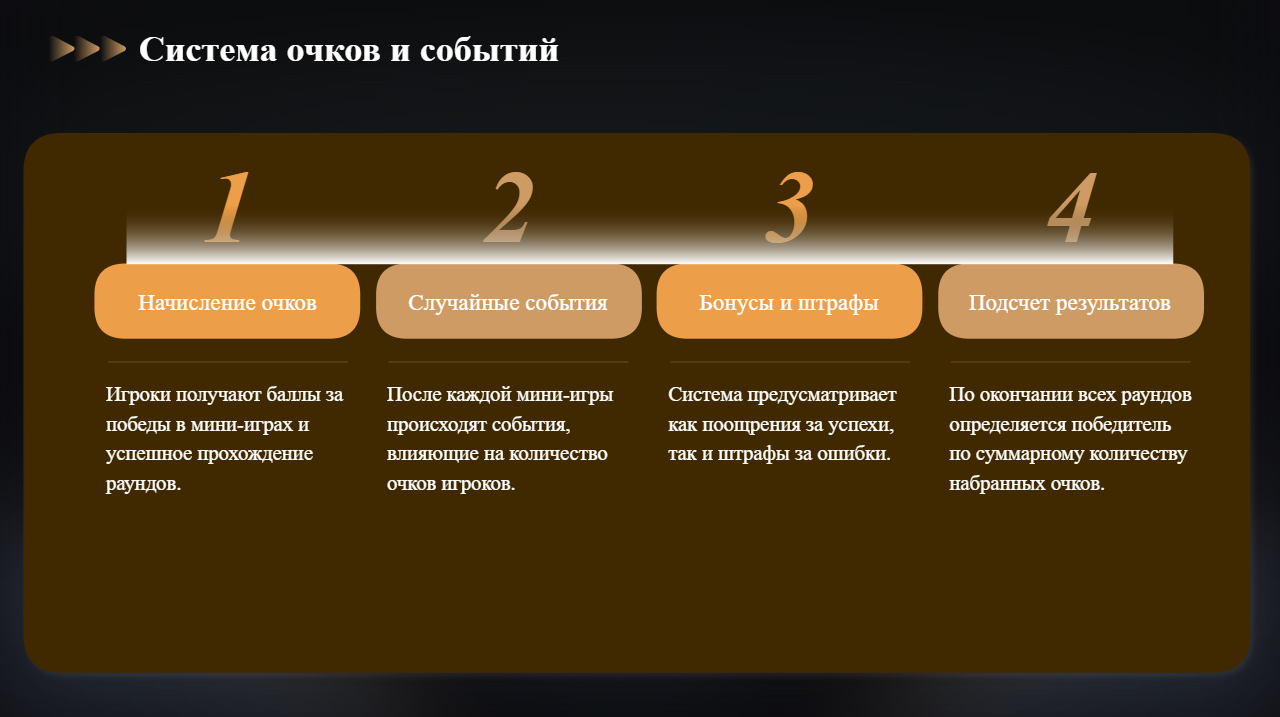 Система очков и событий
1
2
3
4
Начисление очков
Случайные события
Бонусы и штрафы
Подсчет результатов
Игроки получают баллы за
победы в мини-играх и
успешное прохождение
раундов.
После каждой мини-игры
происходят события,
влияющие на количество
очков игроков.
Система предусматривает
как поощрения за успехи,
так и штрафы за ошибки.
По окончании всех раундов
определяется победитель
по суммарному количеству
набранных очков.